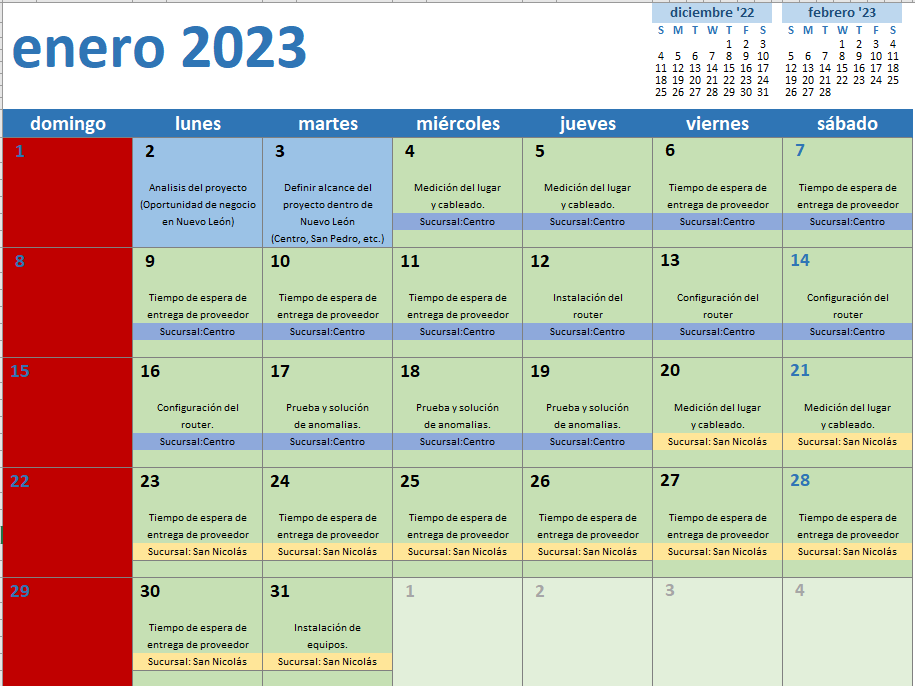 enero 2023
diciembre '22
S M T W T F S
1 2 3
4 5 6 7 8 9 10
11 12 13 14 15 16 17
18 19 20 21 22 23 24
25 26 27 28 29 30 31
febrero '23
S M T W T F S
1 2 3 4
5 6 7 8 9 10 11
12 13 14 15 16 17 18
19 20 21 22 23 24 25
26 27 28
domingo lunes martes miércoles jueves viernes sábado
1
2
Analisis del proyecto
(Oportunidad de negocio
en Nuevo León)
3
Definir alcance del
proyecto dentro de
Nuevo León
(Centro, San Pedro, etc.)
4
Medición del lugar
y cableado.
Sucursal:Centro
5
Medición del lugar
y cableado.
Sucursal:Centro
6
Tiempo de espera de
entrega de proveedor
Sucursal:Centro
7
Tiempo de espera de
entrega de proveedor
Sucursal:Centro
8
9
Tiempo de espera de
entrega de proveedor
Sucursal:Centro
10
Tiempo de espera de
entrega de proveedor
Sucursal:Centro
11
Tiempo de espera de
entrega de proveedor
Sucursal:Centro
12
Instalación del
router
Sucursal:Centro
13
Configuración del
router
Sucursal:Centro
14
Configuración del
router
Sucursal:Centro
15
16
Configuración del
router.
Sucursal:Centro
17
Prueba y solución
de anomalias.
Sucursal:Centro
18
Prueba y solución
de anomalias.
Sucursal:Centro
19
Prueba y solución
de anomalias.
Sucursal:Centro
20
Medición del lugar
y cableado.
Sucursal: San Nicolás
21
Medición del lugar
y cableado.
Sucursal: San Nicolás
22
23
Tiempo de espera de
entrega de proveedor
Sucursal: San Nicolás
24
Tiempo de espera de
entrega de proveedor
Sucursal: San Nicolás
25
Tiempo de espera de
entrega de proveedor
Sucursal: San Nicolás
26
Tiempo de espera de
entrega de proveedor
Sucursal: San Nicolás
27
Tiempo de espera de
entrega de proveedor
Sucursal: San Nicolás
28
Tiempo de espera de
entrega de proveedor
Sucursal: San Nicolás
29
30
Tiempo de espera de
entrega de proveedor
Sucursal: San Nicolás
31
Instalación de
equipos.
Sucursal: San Nicolás
1
2
3
4